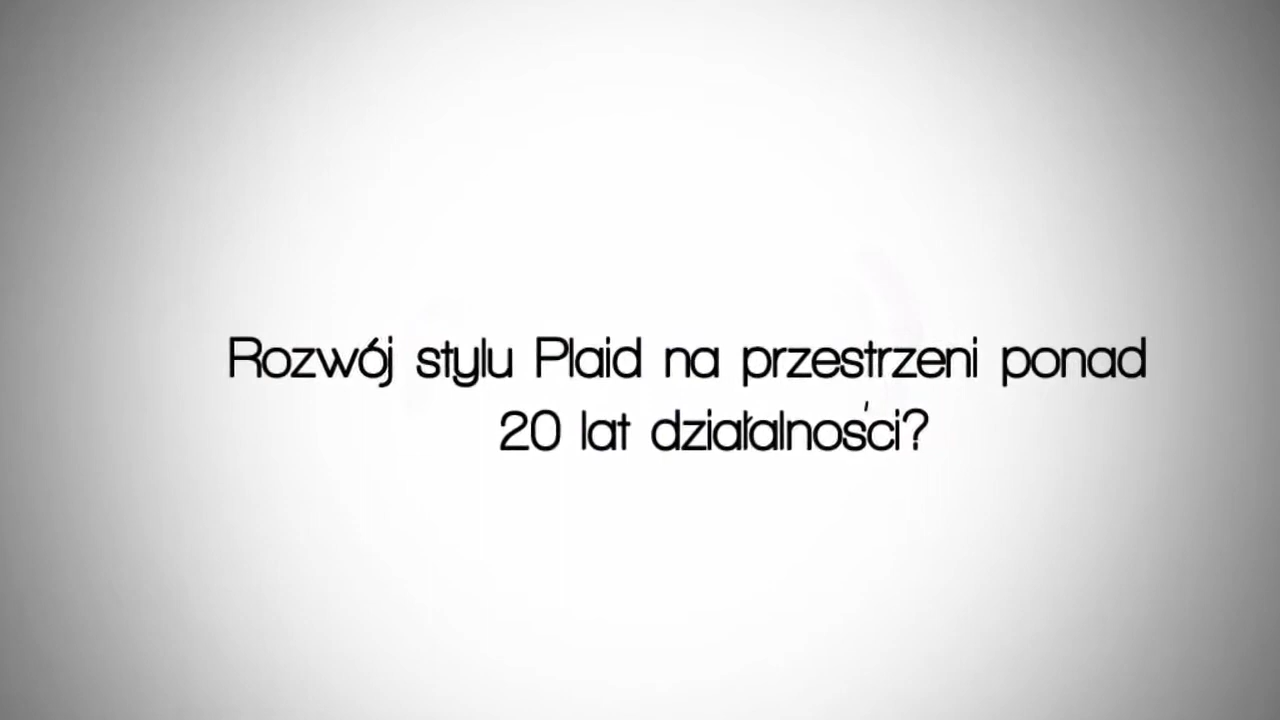 Rozwój stylu Plaid na przestrzeni ponad
20 lat działalności?